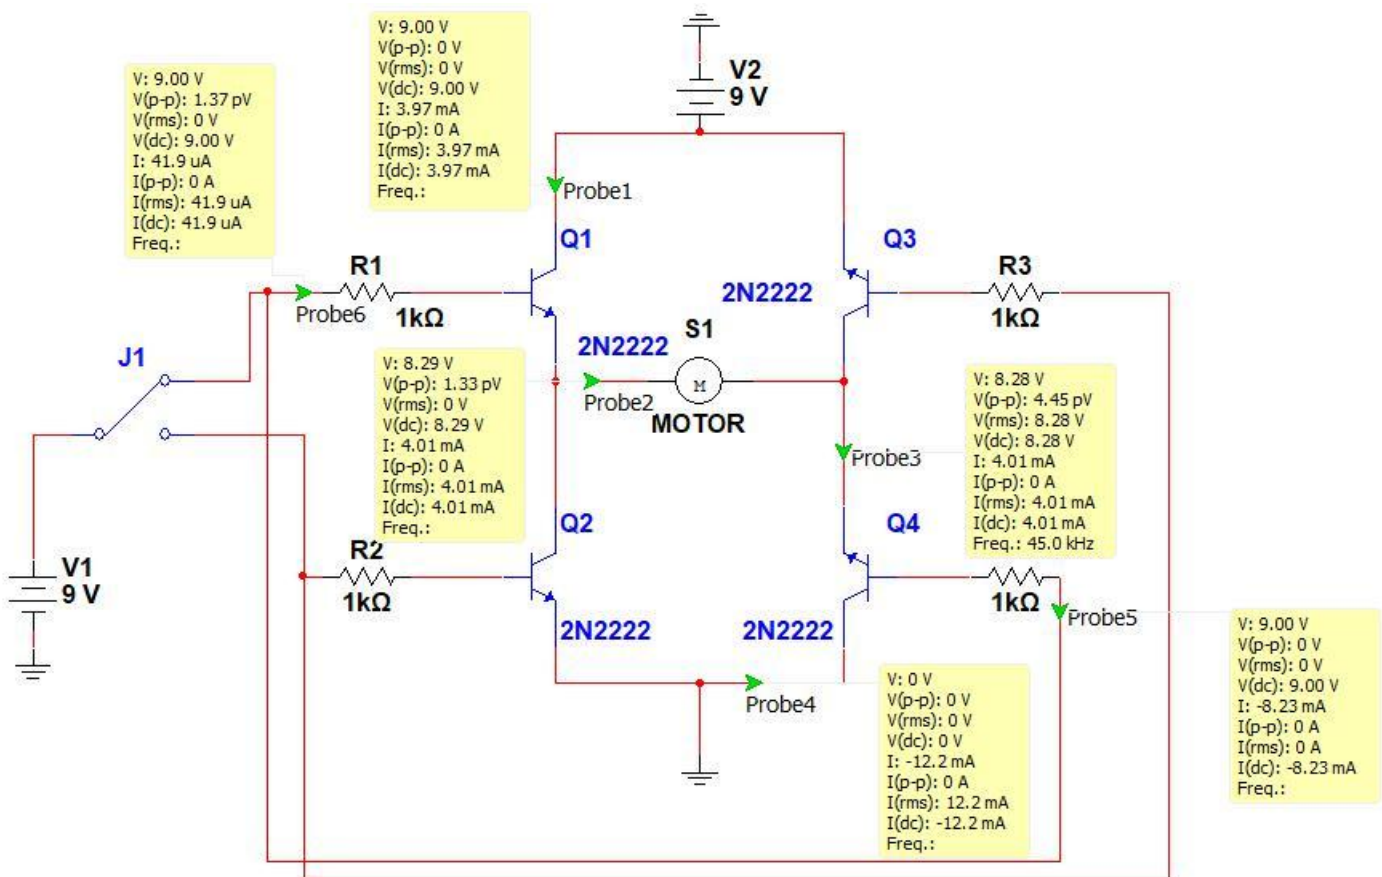 V: 9.00 V
V(p-p): 0 V
V(rms): 0 V
V(dc): 9.00 V
I: 3.97 mA
I(p-p): 0 A
I(rms): 3.97 mA
I(dc): 3.97 mA
Freq.:
V: 9.00 V
V(p-p): 1.37 pV
V(rms): 0 V
V(dc): 9.00 V
I: 41.9 uA
I(p-p): 0 A
I(rms): 41.9 uA
I(dc): 41.9 uA
Freq.:
V2
9 V
Probe1
Q1
Q3
R1
2N2222
R3
Probe6
1kΩ
1kΩ
S1
2N2222
J1
M
Probe2
MOTOR
V: 8.29 V
V(p-p): 1.33 pV
V(rms): 0 V
V(dc): 8.29 V
I: 4.01 mA
I(p-p): 0 A
I(rms): 4.01 mA
I(dc): 4.01 mA
Freq.:
V: 8.28 V
V(p-p): 4.45 pV
V(rms): 8.28 V
V(dc): 8.28 V
I: 4.01 mA
I(p-p): 0 A
I(rms): 4.01 mA
I(dc): 4.01 mA
Freq.: 45.0 kHz
Probe3
Q2
Q4
R2
V1
9 V
1kΩ
1kΩ
2N2222
2N2222
Probe5
V: 9.00 V
V(p-p): 0 V
V(rms): 0 V
V(dc): 9.00 V
I: -8.23 mA
I(p-p): 0 A
I(rms): 0 A
I(dc): -8.23 mA
Freq.:
Probe4
V: 0 V
V(p-p): 0 V
V(rms): 0 V
V(dc): 0 V
I: -12.2 mA
I(p-p): 0 A
I(rms): 12.2 mA
I(dc): -12.2 mA
Freq.: